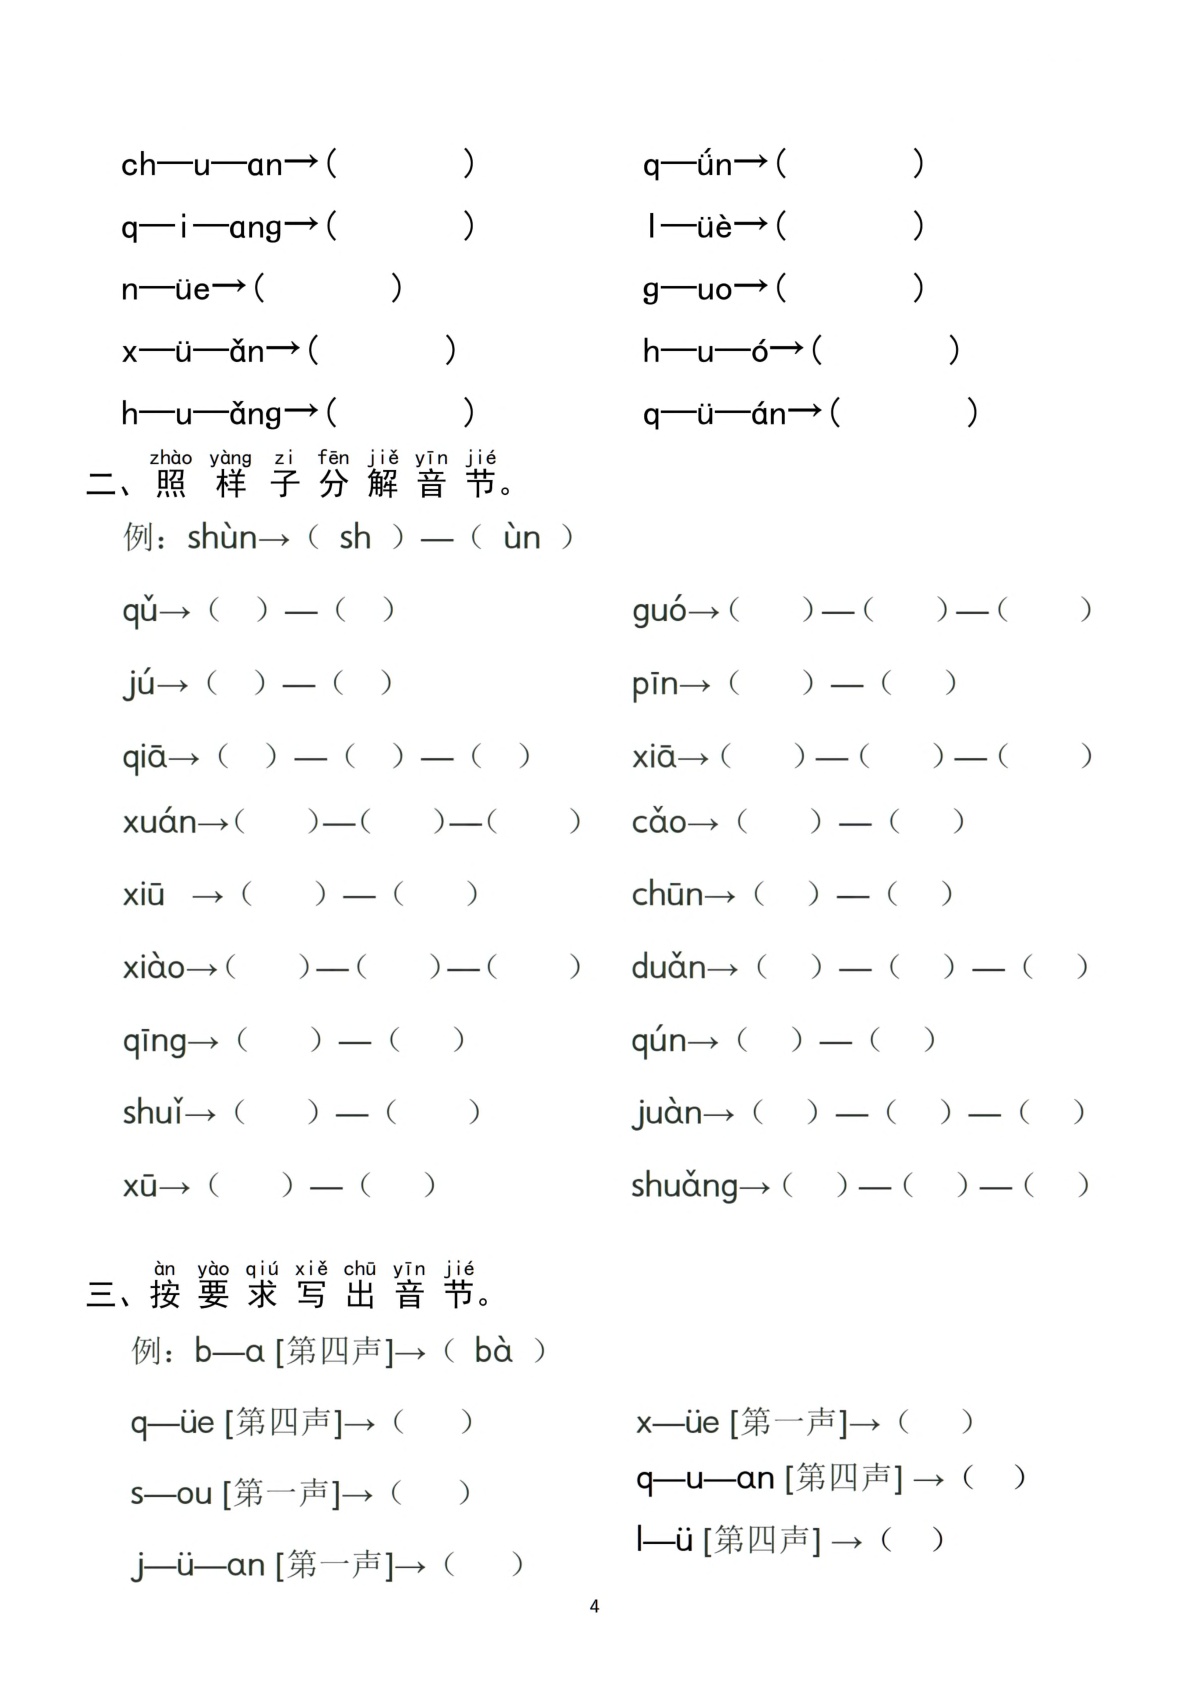 ch—u—ɑn→(　　) q—ǘn→(　　)
q—i—ɑng→(　　) l—üè→(　　)
n—üe→(　　) g—uo→(　　)
x—ü—ǎn→(　　) h—u—ó→(　　)
h—u—ǎng→(　　) q—ü—án→(　　)
zhào yàng zi fēn jiě yīn jié
二、照样子分解音节。
例：shùn→（ sh ）—（ ùn ）
qǔ→（　）—（　） guó→（　）—（　）—（　）
jú→（　）—（　） pīn→（　）—（　）
qiā→（　）—（　）—（　） xiā→（　）—（　）—（　）
xuán→（　）—（　）—（　） cǎo→（　）—（　）
xiū →（　）—（　） chūn→（　）—（　）
xiào→（　）—（　）—（　） duǎn→（　）—（　）—（　）
qīng→（　）—（　） qún→（　）—（　）
shuǐ→（　）—（　） juàn→（　）—（　）—（　）
xū→（　）—（　） shuǎng→（　）—（　）—（　）
àn yào qiú xiě chū yīn jié
三、按要求写出音节。
例：b—ɑ [第四声]→（ bà ）
q—üe [第四声]→（　） x—üe [第一声]→（　）
s—ou [第一声]→（　） q—u—ɑn [第四声] →（　）
j—ü—ɑn [第一声]→（　） l—ü [第四声] →（　）
4